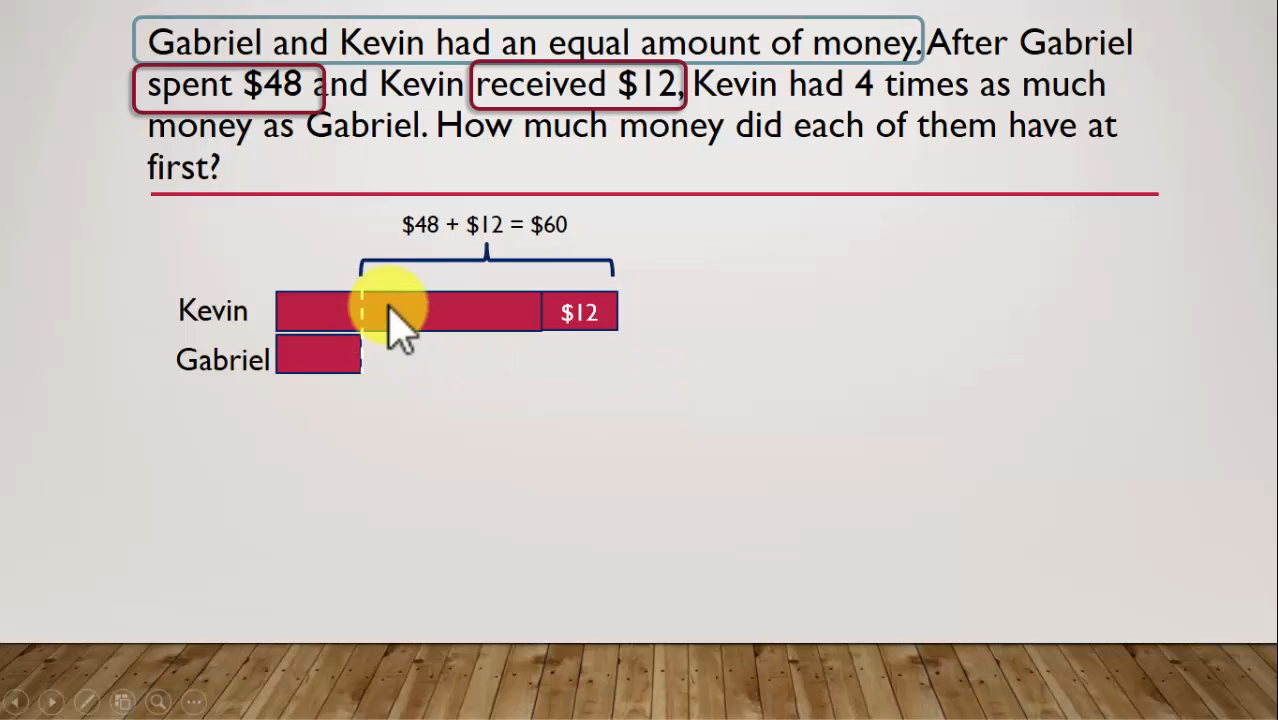 Gabriel and Kevin had an equal amount of money. After Gabriel
spent $48 and Kevin received $12, Kevin had 4 times as much
money as Gabriel. How much money did each of them have at
first?
$48 + $12 = $60
Kevin
$12
Gabriel